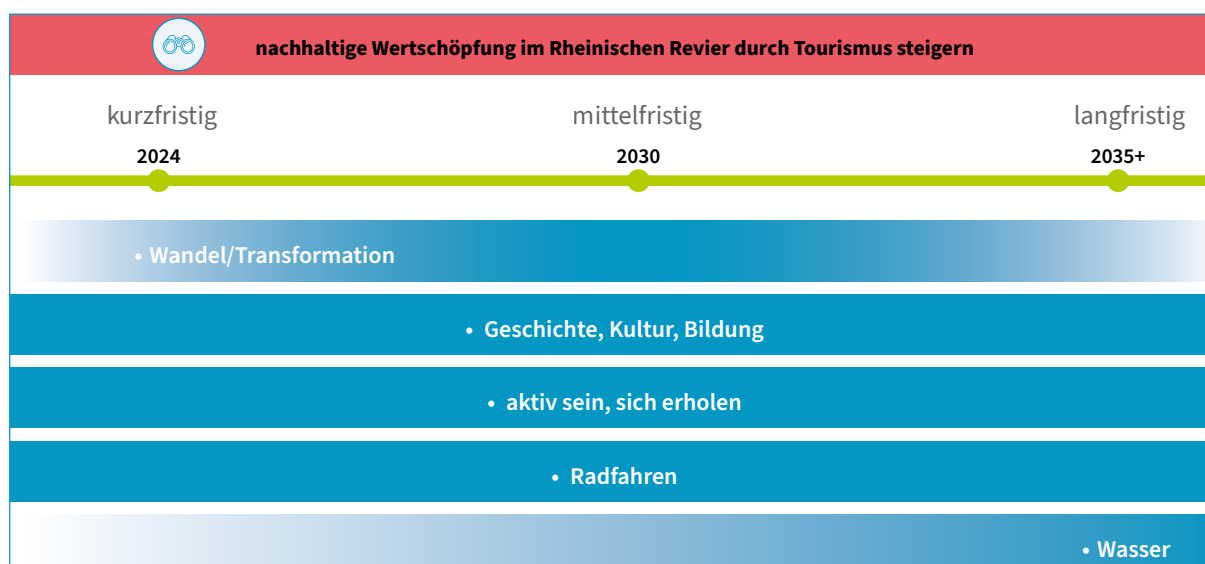 nachhaltige Wertschöpfung im Rheinischen Revier durch Tourismus steigern
kurzfristig mittelfristig langfristig
2024 2030 2035+
• Wandel/Transformation
• Geschichte, Kultur, Bildung
• aktiv sein, sich erholen
• Radfahren
• Wasser